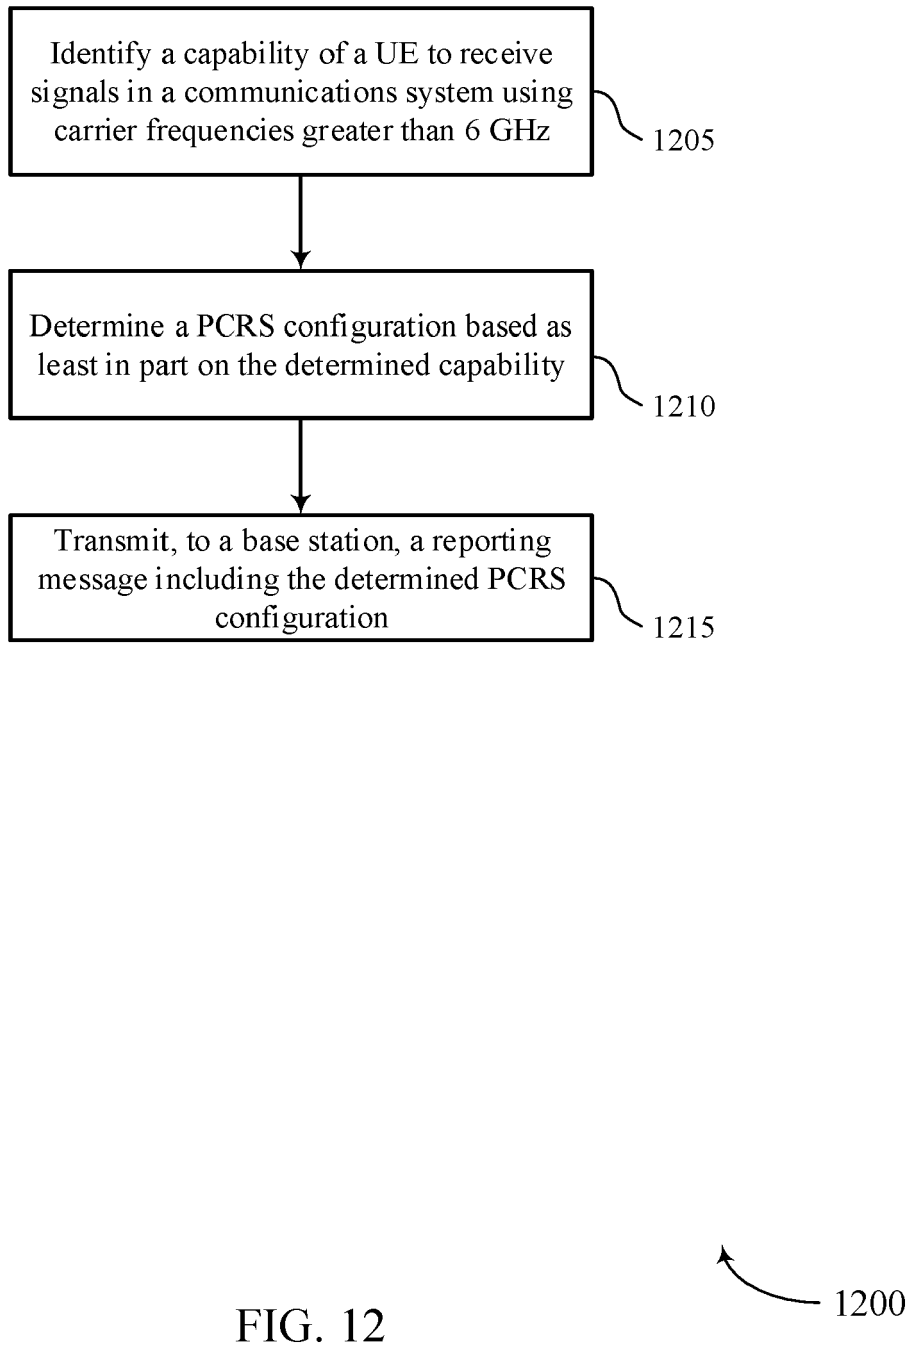 Identify a capability of a UE to receive
signals in a communications system using
carrier frequencies greater than 6 GHz
1205
Determine a PCRS configuration based as
least in part on the determined capability
1210
Transmit, to a base station, a reporting
message including the determined PCRS
configuration
1215
1200
FIG. 12